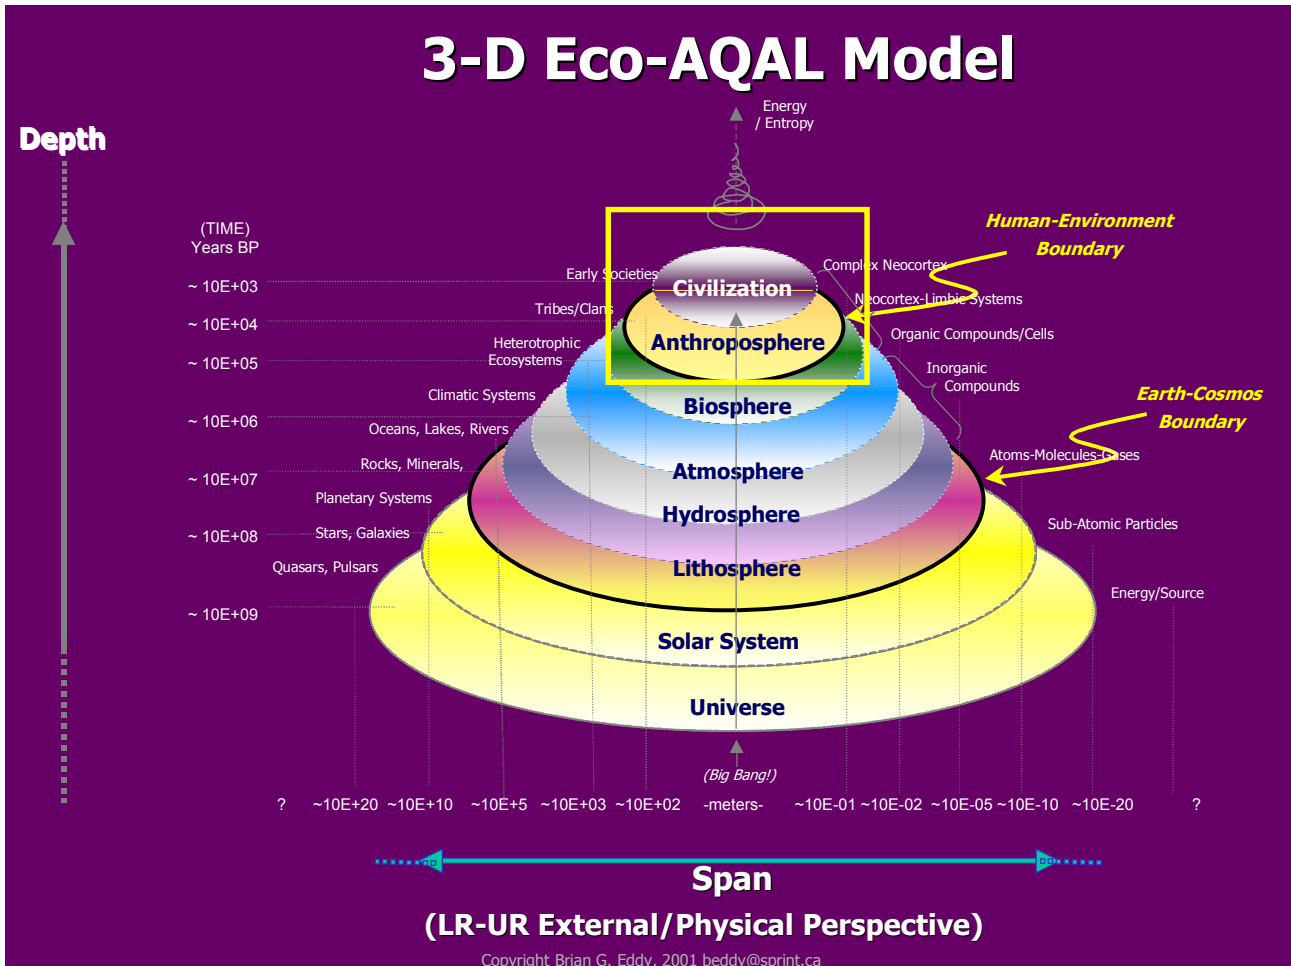 3-D Eco-AQAL Model
Energy
/ Entropy
Depth
(TIME)
Years BP
Human-Environment
Boundary
Early Societies
Complex Neocortex
~ 10E+03
Civilization
Neocortex-Limbic Systems
Tribes/Clans
~ 10E+04
Organic Compounds/Cells
Heterotrophic
Ecosystems
Anthroposphere
~ 10E+05
Inorganic
Compounds
Climatic Systems
Earth-Cosmos
Boundary
Biosphere
~ 10E+06
Oceans, Lakes, Rivers
Rocks, Minerals,
Atoms-Molecules-Gases
~ 10E+07
Atmosphere
Planetary Systems
Hydrosphere
Sub-Atomic Particles
~ 10E+08
Stars, Galaxies
Quasars, Pulsars
Lithosphere
Energy/Source
~ 10E+09
Solar System
Universe
(Big Bang!)
? ~10E+20 ~10E+10 ~10E+5 ~10E+03 ~10E+02 -meters- ~10E-01 ~10E-02 ~10E-05 ~10E-10 ~10E-20 ?
Span
(LR-UR External/Physical Perspective)
Copyright Brian G. Eddy, 2001 beddy@sprint.ca